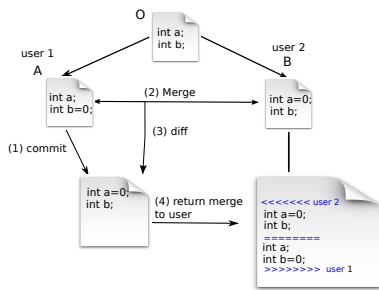 O
int a;
int b;
user 1
A
user 2
B
int a;
int b=0;
(2) Merge
int a=0;
int b;
(3) diff
(1) commit
int a=0;
int b;
(4) return merge
to user
<<<<<<< user 2
int a=0;
int b;
========
int a;
int b=0;
>>>>>>>> user 1